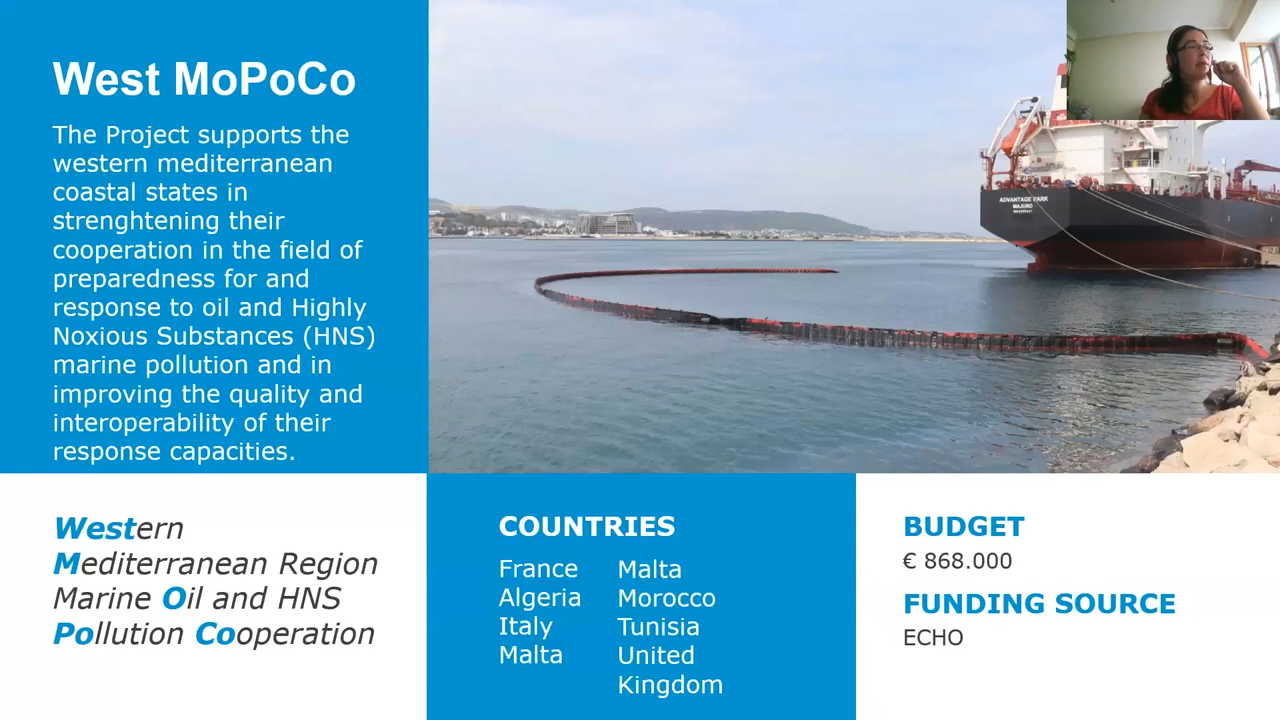 West MoPoCo
The Project supports the
western mediterranean
coastal states in
strenghtening their
cooperation in the field of
preparedness for and
response to oil and Highly
Noxious Substances (HNS)
marine pollution and in
improving the quality and
interoperability of their
response capacities.
ADVANTAGE PARK
MAJURO
Western
Mediterranean Region
Marine Oil and HNS
Pollution Cooperation
COUNTRIES
France
Algeria
Italy
Malta
Malta
Morocco
Tunisia
United
Kingdom
BUDGET
€ 868.000
FUNDING SOURCE
ECHO